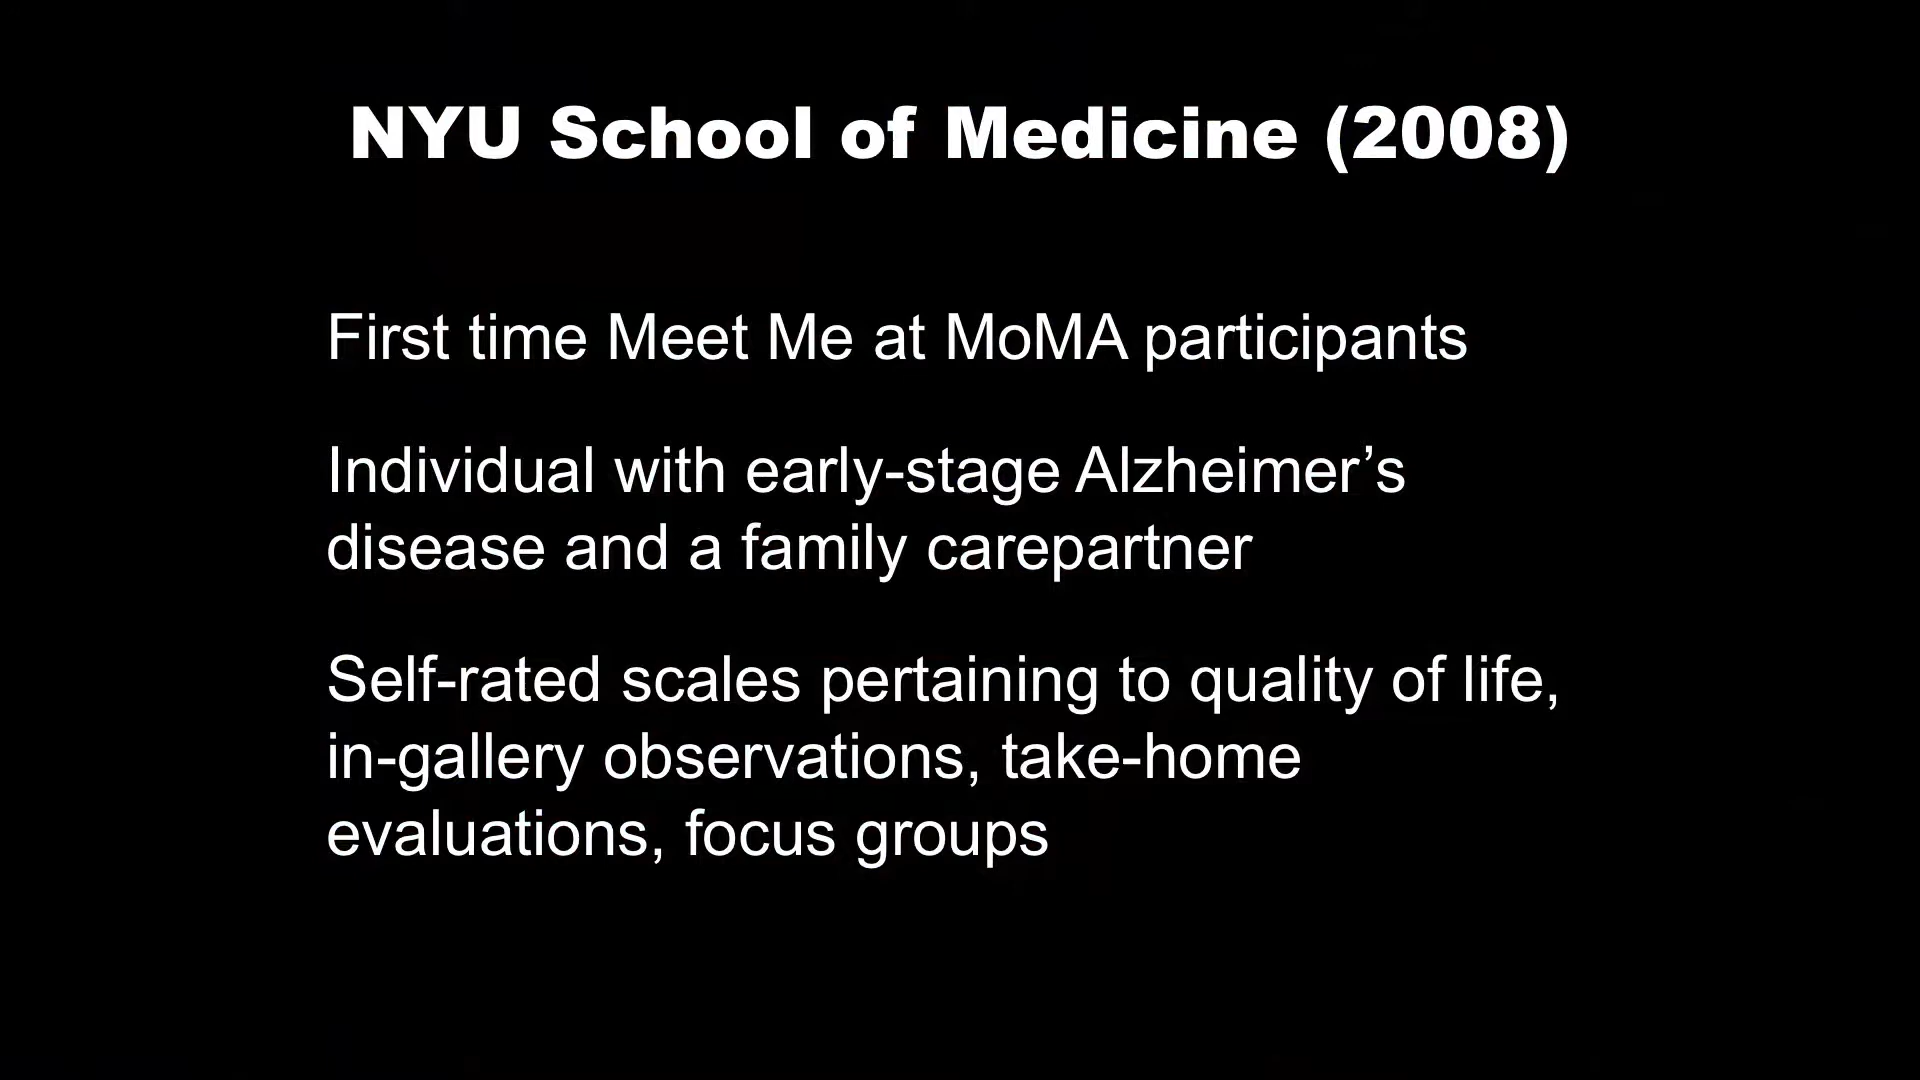 NYU School of Medicine (2008)
First time Meet Me at MoMA participants
Individual with early-stage Alzheimer’s
disease and a family carepartner
Self-rated scales pertaining to quality of life,
in-gallery observations, take-home
evaluations, focus groups